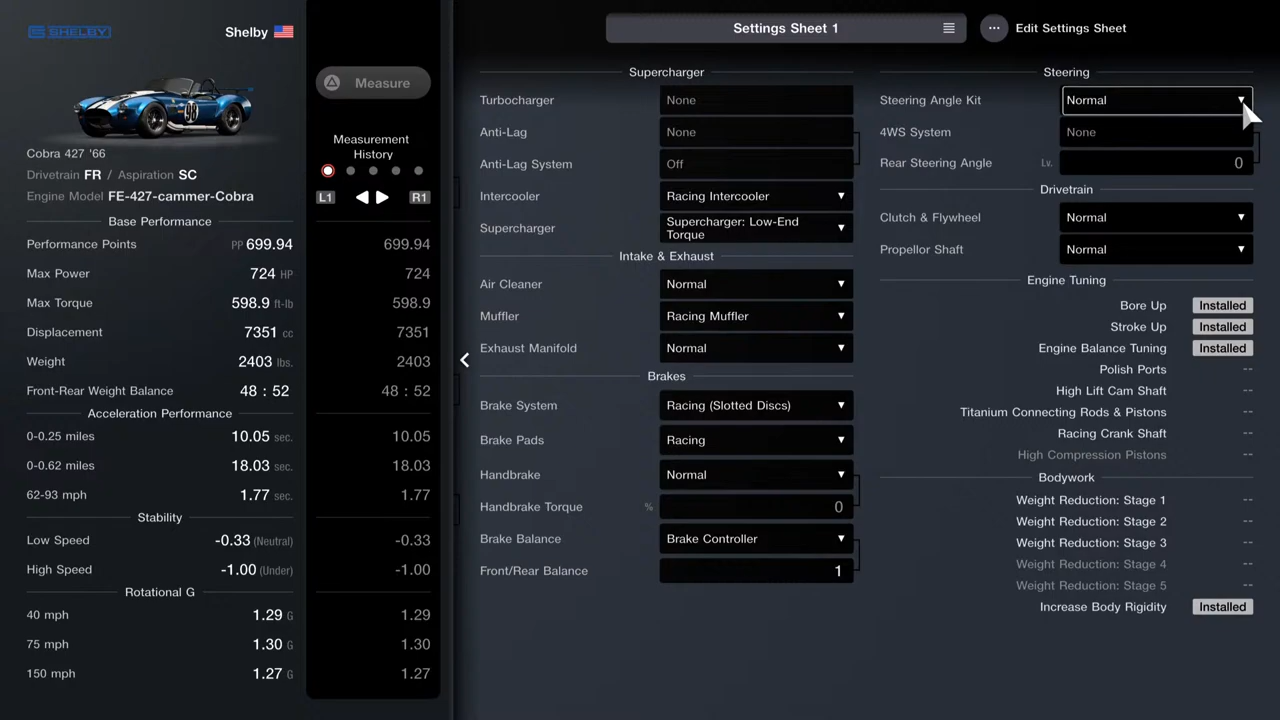 SHELBY
Shelby
98
Cobra 427 '66
Drivetrain FR / Aspiration SC
Engine Model FE-427-cammer-Cobra
Base Performance
Performance Points PP 699.94
Max Power 724 HP
Max Torque 598.9 ft-lb
Displacement 7351 cc
Weight 2403 lbs.
Front-Rear Weight Balance 48 : 52
Acceleration Performance
0-0.25 miles 10.05 sec.
0-0.62 miles 18.03 sec.
62-93 mph 1.77 sec.
Stability
Low Speed -0.33 (Neutral)
High Speed -1.00 (Under)
Rotational G
40 mph 1.29 G
75 mph 1.30 G
150 mph 1.27 G
Measure
Measurement
History
L1 R1
699.94
724
598.9
7351
2403
48 : 52
10.05
18.03
1.77
-0.33
-1.00
1.29
1.30
1.27
Settings Sheet 1
Edit Settings Sheet
Supercharger
Turbocharger None
Anti-Lag None
Anti-Lag System Off
Intercooler Racing Intercooler
Supercharger Supercharger: Low-End
Torque
Intake & Exhaust
Air Cleaner Normal
Muffler Racing Muffler
Exhaust Manifold Normal
Brakes
Brake System Racing (Slotted Discs)
Brake Pads Racing
Handbrake Normal
Handbrake Torque % 0
Brake Balance Brake Controller
Front/Rear Balance 1
Steering
Steering Angle Kit Normal
4WS System None
Rear Steering Angle Lv. 0
Drivetrain
Clutch & Flywheel Normal
Propellor Shaft Normal
Engine Tuning
Bore Up Installed
Stroke Up Installed
Engine Balance Tuning Installed
Polish Ports --
High Lift Cam Shaft --
Titanium Connecting Rods & Pistons --
Racing Crank Shaft --
High Compression Pistons --
Bodywork
Weight Reduction: Stage 1 --
Weight Reduction: Stage 2 --
Weight Reduction: Stage 3 --
Weight Reduction: Stage 4 --
Weight Reduction: Stage 5 --
Increase Body Rigidity Installed